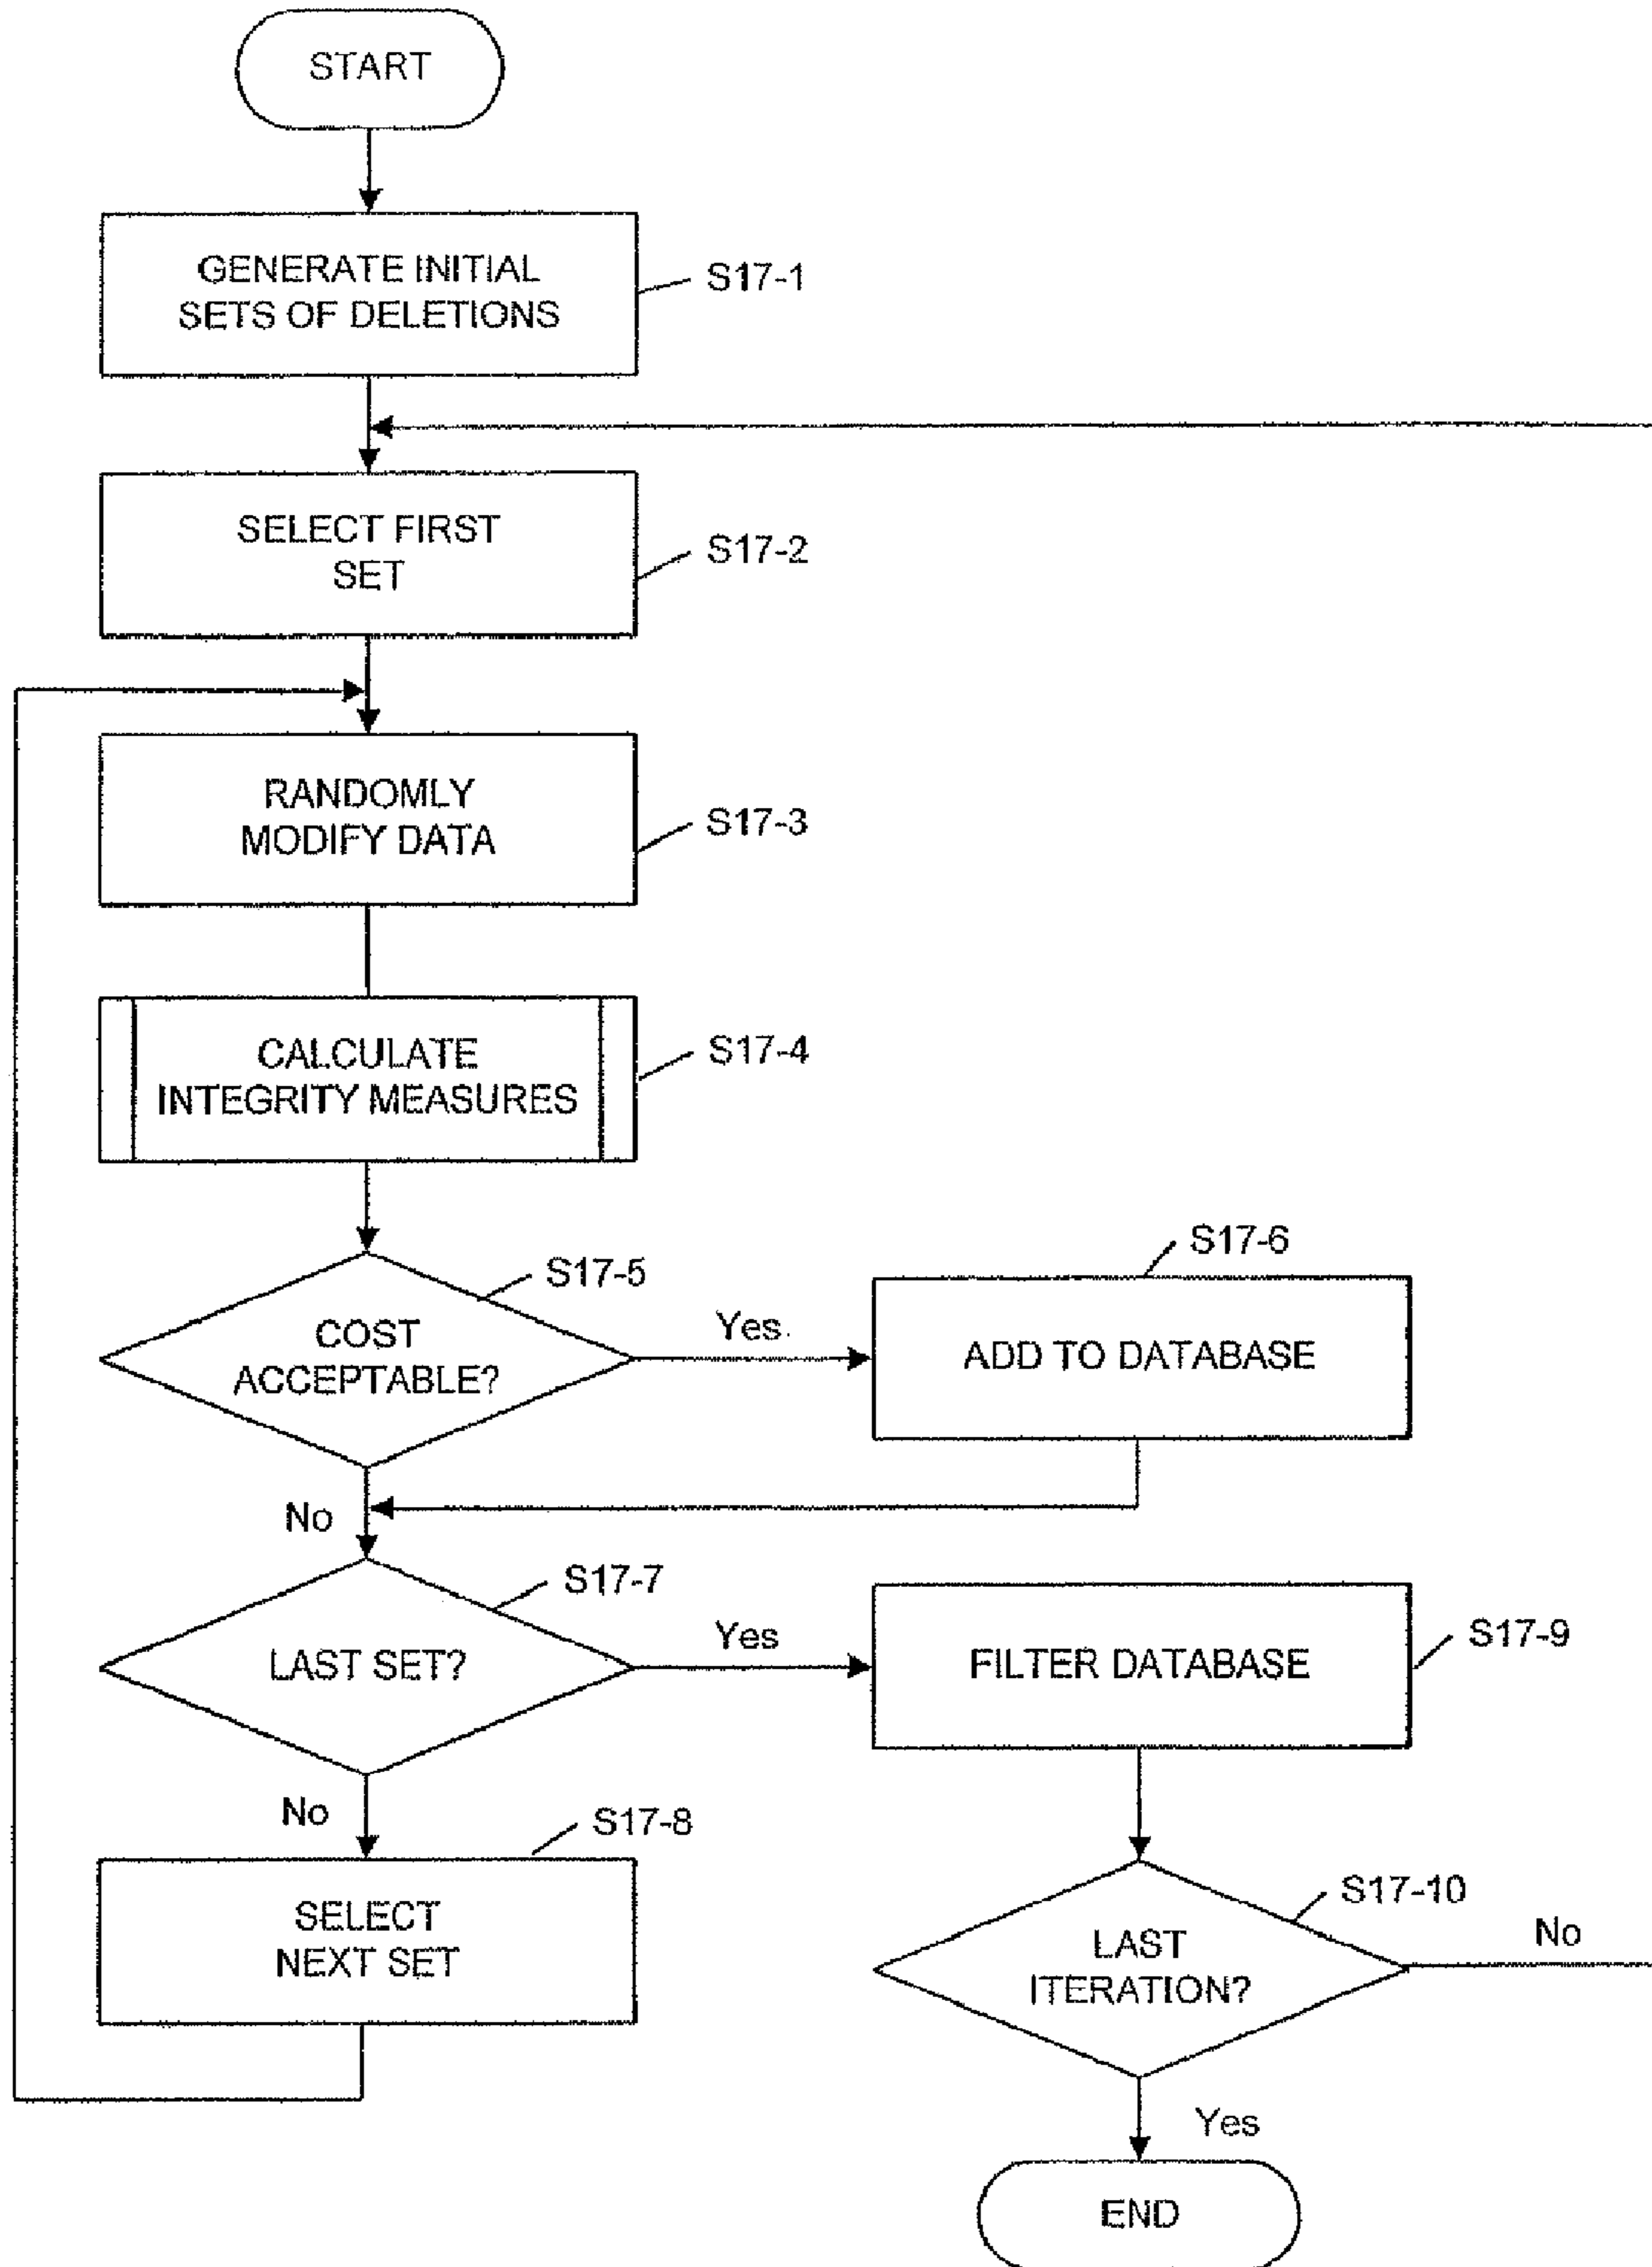 START
GENERATE INITIAL
SETS OF DELETIONS
S17-1
SELECT FIRST
SET
S17-2
RANDOMLY
MODIFY DATA
S17-3
CALCULATE
INTEGRITY MEASURES
S17-4
COST
ACCEPTABLE?
S17-5
Yes
S17-6
ADD TO DATABASE
No
LAST SET?
S17-7
Yes
FILTER DATABASE
S17-9
No
S17-8
SELECT
NEXT SET
LAST
ITERATION?
S17-10
No
Yes
END